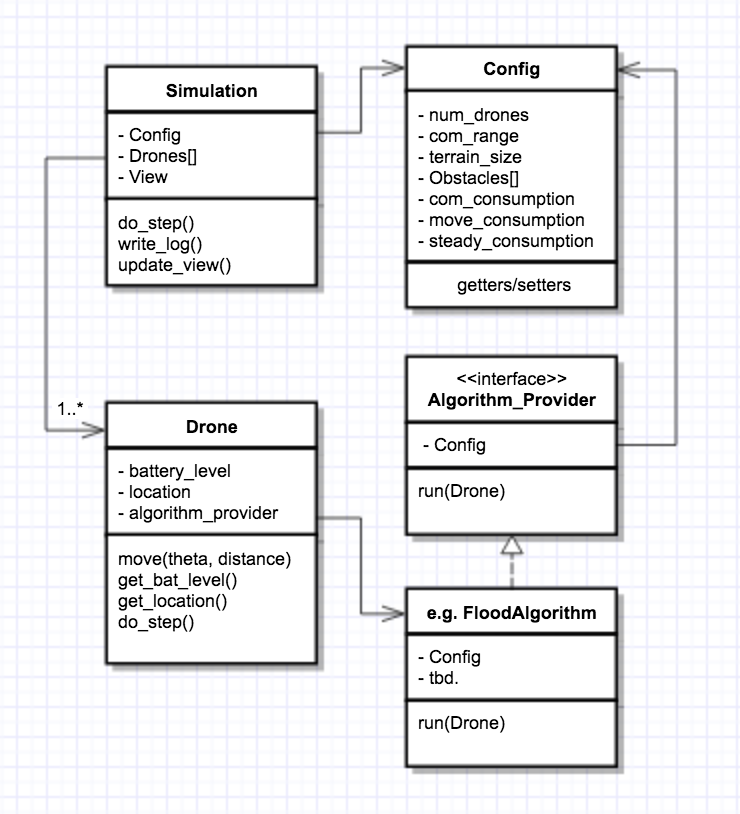 Simulation
- Config
- Drones[]
- View
do_step()
write_log()
update_view()
Config
- num_drones
- com_range
- terrain_size
- Obstacles[]
- com_consumption
- move_consumption
- steady_consumption
getters/setters
1..*
Drone
- battery_level
- location
- algorithm_provider
move(theta, distance)
get_bat_level()
get_location()
do_step()
<<interface>>
Algorithm_Provider
- Config
run(Drone)
e.g. FloodAlgorithm
- Config
- tbd.
run(Drone)